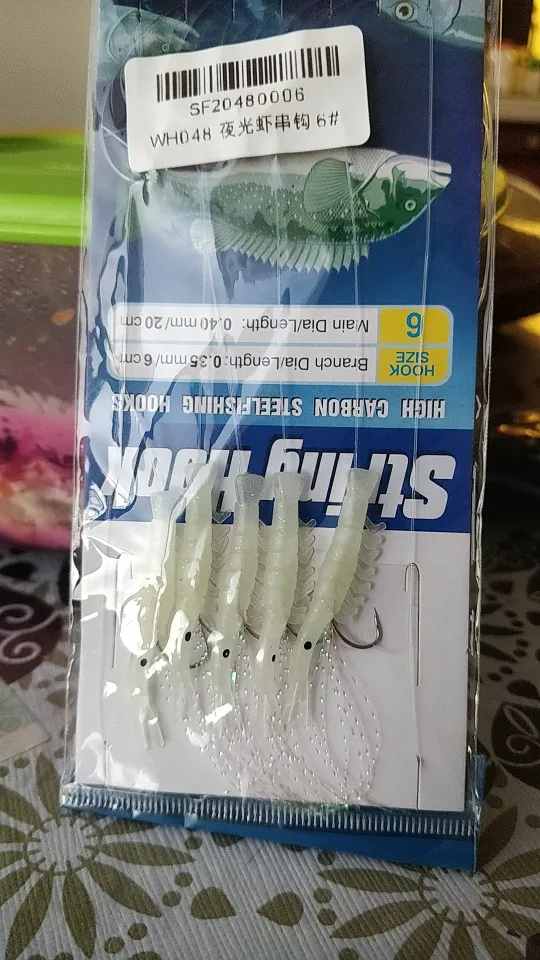 SF20480006
WH048 夜光虾串钩 6#
String Hook
HIGH CARBON STEELFISHING HOOKS
HOOK SIZE
Branch Dia/Length: 0.35mm/6cm
6
Main Dia/Length: 0.40mm/20cm